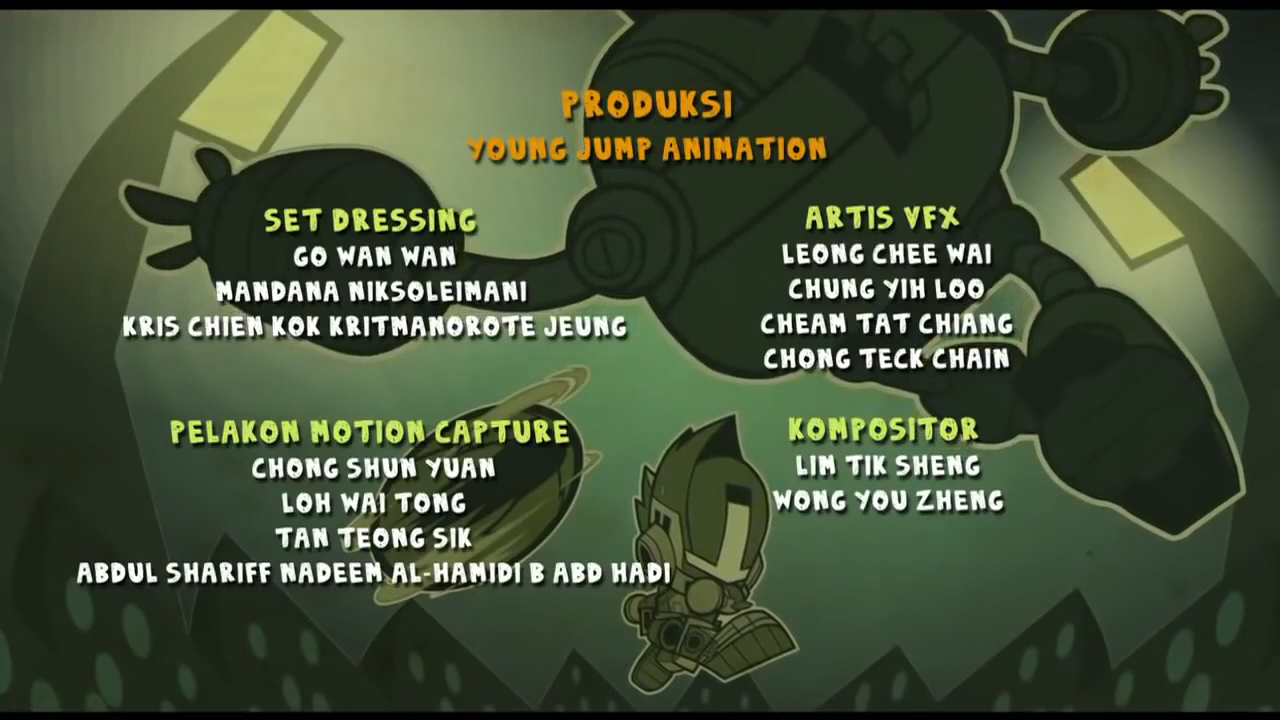 PRODUKSI
YOUNG JUMP ANIMATION
SET DRESSING
GO WAN WAN
MANDANA NIKSOLEIMANI
KRIS CHIEN KOK KRITMANOROTE JEUNG
ARTIS VFX
LEONG CHEE WAI
CHUNG YIH LOO
CHEAM TAT CHIANG
CHONG TECK CHAIN
PELAKON MOTION CAPTURE
CHONG SHUN YUAN
LOH WAI TONG
TAN TEONG SIK
ABDUL SHARIFF NADEEM AL-HAMIDI B ABD HADI
KOMPOSITOR
LIM TIK SHENG
WONG YOU ZHENG